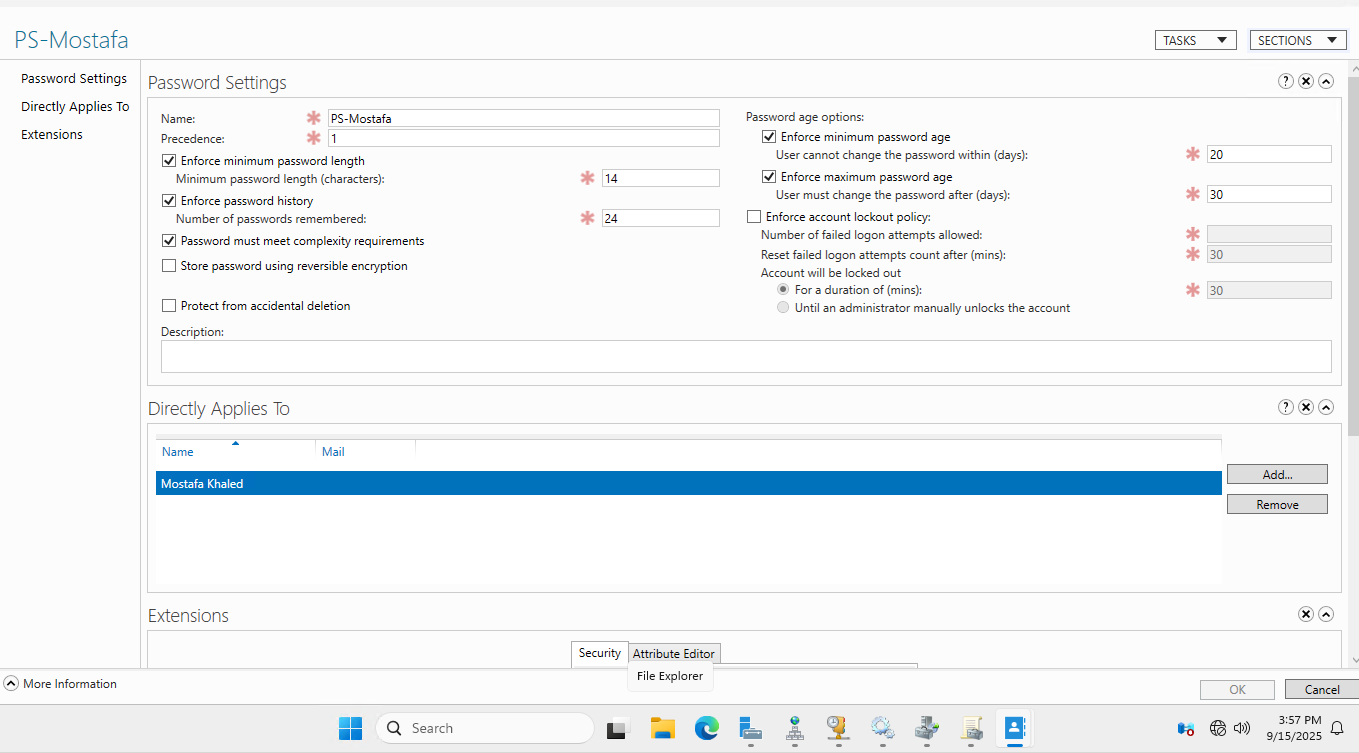 PS-Mostafa
TASKS
SECTIONS
Password Settings
Directly Applies To
Extensions
Password Settings
Name:
PS-Mostafa
Precedence:
1
Enforce minimum password length
Minimum password length (characters):
14
Enforce password history
Number of passwords remembered:
24
Password must meet complexity requirements
Store password using reversible encryption
Protect from accidental deletion
Password age options:
Enforce minimum password age
User cannot change the password within (days):
20
Enforce maximum password age
User must change the password after (days):
30
Enforce account lockout policy:
Number of failed logon attempts allowed:
Reset failed logon attempts count after (mins):
30
Account will be locked out
For a duration of (mins):
30
Until an administrator manually unlocks the account
Description:
Directly Applies To
Name
Mail
Mostafa Khaled
Add...
Remove
Extensions
Security
Attribute Editor
File Explorer
More Information
OK
Cancel
Search
3:57 PM
9/15/2025